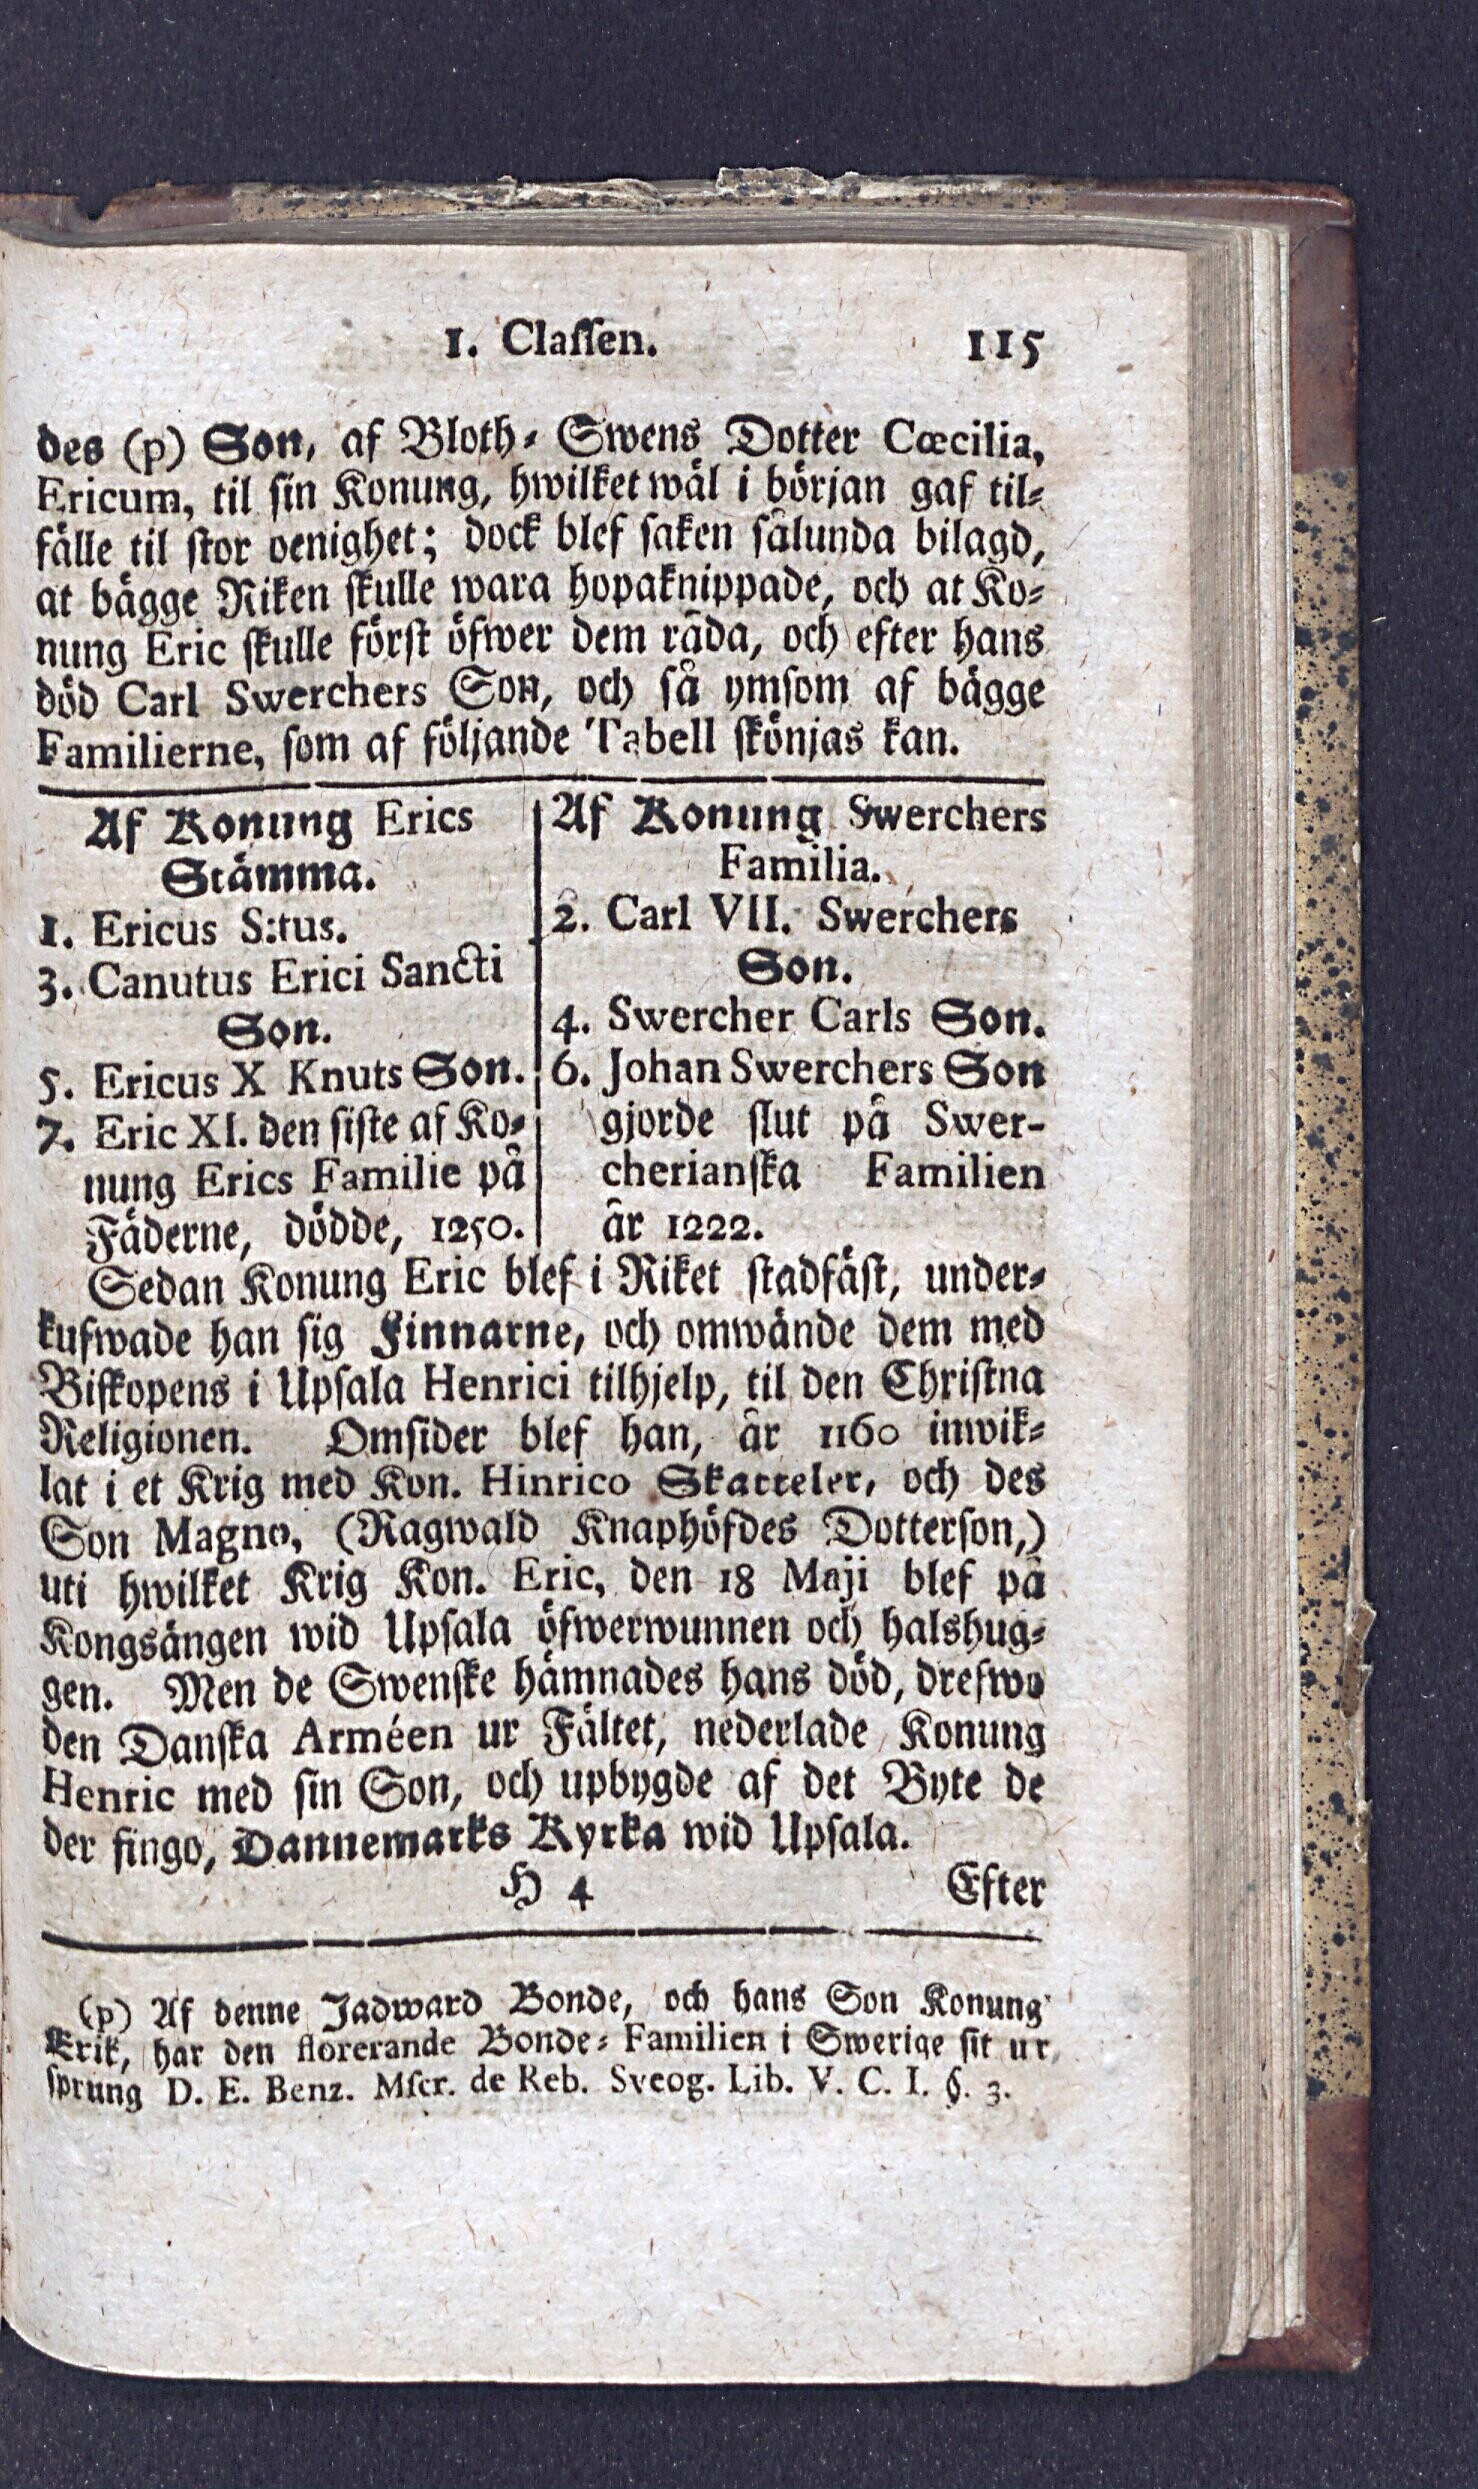 1. Classen. 115
des (p) Son, af Bloth-Swens Dotter Cœcilia,
Ericum, til sin Konung, hwilket wäl i början gaf til-
fälle til stor oenighet; dock blef saken sålunda bilagd,
at bägge Riken skulle wara hopaknippade, och at Ko-
nung Eric skulle först öfwer dem råda, och efter hans
död Carl Swerchers Son, och så ymsom af bägge
Familierne, som af följande Tabell skönjas kan.
Af Konung Erics
Stämma.
1. Ericus S:tus.
3. Canutus Erici Sancti
Son.
5. Ericus X Knuts Son.
7. Eric XI. den siste af Ko-
nung Erics Familie på
Fäderne, dödde, 1250.
Af Konung Swerchers
Familia.
2. Carl VII. Swerchers
Son.
4. Swercher Carls Son.
6. Johan Swerchers Son
gjorde slut på Swer-
cherianska Familien
år 1222.
Sedan Konung Eric blef i Riket stadfäst, under-
kufwade han sig Finnarne, och omwände dem med
Biskopens i Upsala Henrici tilhjelp, til den Christna
Religionen. Omsider blef han, år 1160 inwik-
lat i et Krig med Kon. Hinrico Skatteler, och des
Son Magno, (Ragwald Knaphöfdes Dotterson,)
uti hwilket Krig Kon. Eric, den 18 Maji blef på
Kongsängen wid Upsala öfwerwunnen och halshug-
gen. Men de Swenske hämnades hans död, drefwo
den Danska Arméen ur Fältet, nederlade Konung
Henric med sin Son, och upbygde af det Byte de
der fingo, Dannemarks Kyrka wid Upsala.
H 4 Efter
(p) Af denne Jadward Bonde, och hans Son Konung
Erik, har den florerande Bonde-Familien i Swerige sit ur
sprung D. E. Benz. Mscr. de Reb. Sveog. Lib. V. C. I. §. 3.